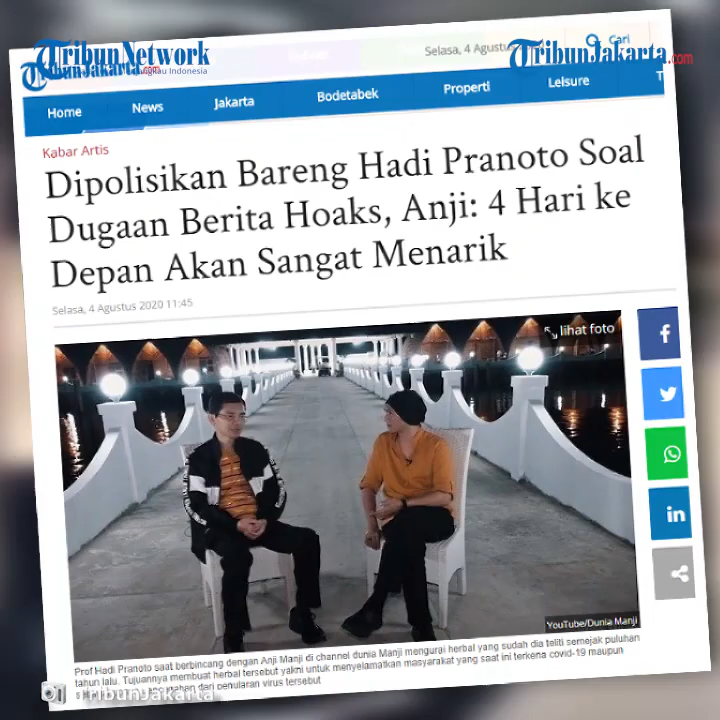 TribunNetwork
TribunJakarta.com
Indonesia
Selasa, 4 Agustus
Cari
TribunJakarta.com
Home
News
Jakarta
Bodetabek
Properti
Leisure
T
Kabar Artis
Dipolisikan Bareng Hadi Pranoto Soal
Dugaan Berita Hoaks, Anji: 4 Hari ke
Depan Akan Sangat Menarik
Selasa, 4 Agustus 2020 11:45
lihat foto
YouTube/Dunia Manji
Prof Hadi Pranoto saat berbincang dengan Anji Manji di channel dunia Manji mengurai herbal yang sudah dia teliti semejak puluhan
tahun lalu. Tujuannya membuat herbal tersebut yakni untuk menyelamatkan masyarakat yang saat ini terkena covid-19 maupun
dari penularan virus tersebut
TribunJakarta